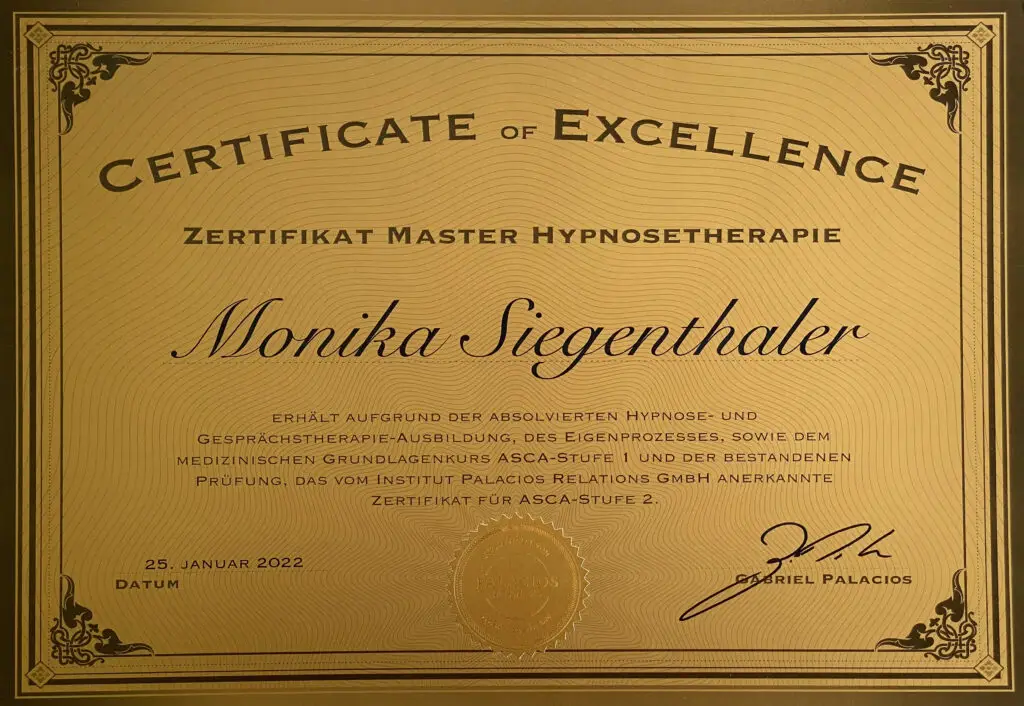 CERTIFICATE OF EXCELLENCE
ZERTIFIKAT MASTER HYPNOSETHERAPIE
Monika Siegenthaler
ERHÄLT AUFGRUND DER ABSOLVIERTEN HYPNOSE- UND
GESPRÄCHSTHERAPIE-AUSBILDUNG, DES EIGENPROZESSES, SOWIE DEM
MEDIZINISCHEN GRUNDLAGENKURS ASCA-STUFE 1 UND DER BESTANDENEN
PRÜFUNG, DAS VOM INSTITUT PALACIOS RELATIONS GMBH ANERKANNTE
ZERTIFIKAT FÜR ASCA-STUFE 2.
25. JANUAR 2022
DATUM
PALACIOS
GABRIEL PALACIOS